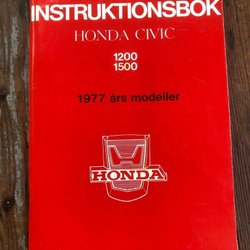 INSTRUKTIONSBOK
HONDA CIVIC
1200
1500
1977 års modeller
HONDA